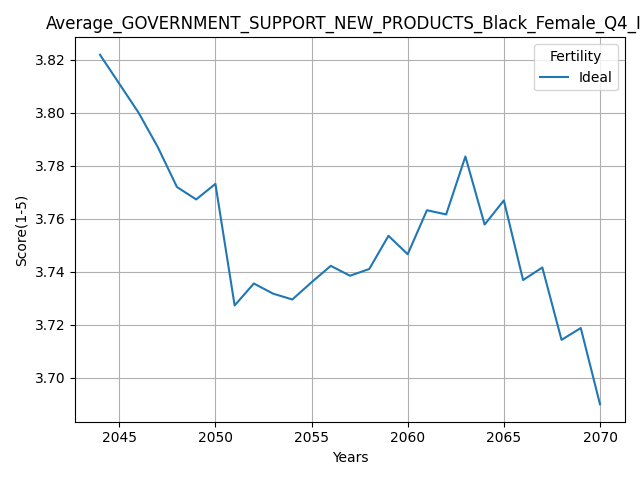 Average_GOVERNMENT_SUPPORT_NEW_PRODUCTS_Black_Female_Q4_I
Fertility
Ideal
3.82
3.80
3.78
3.76
3.74
3.72
3.70
Score(1-5)
2045 2050 2055 2060 2065 2070
Years